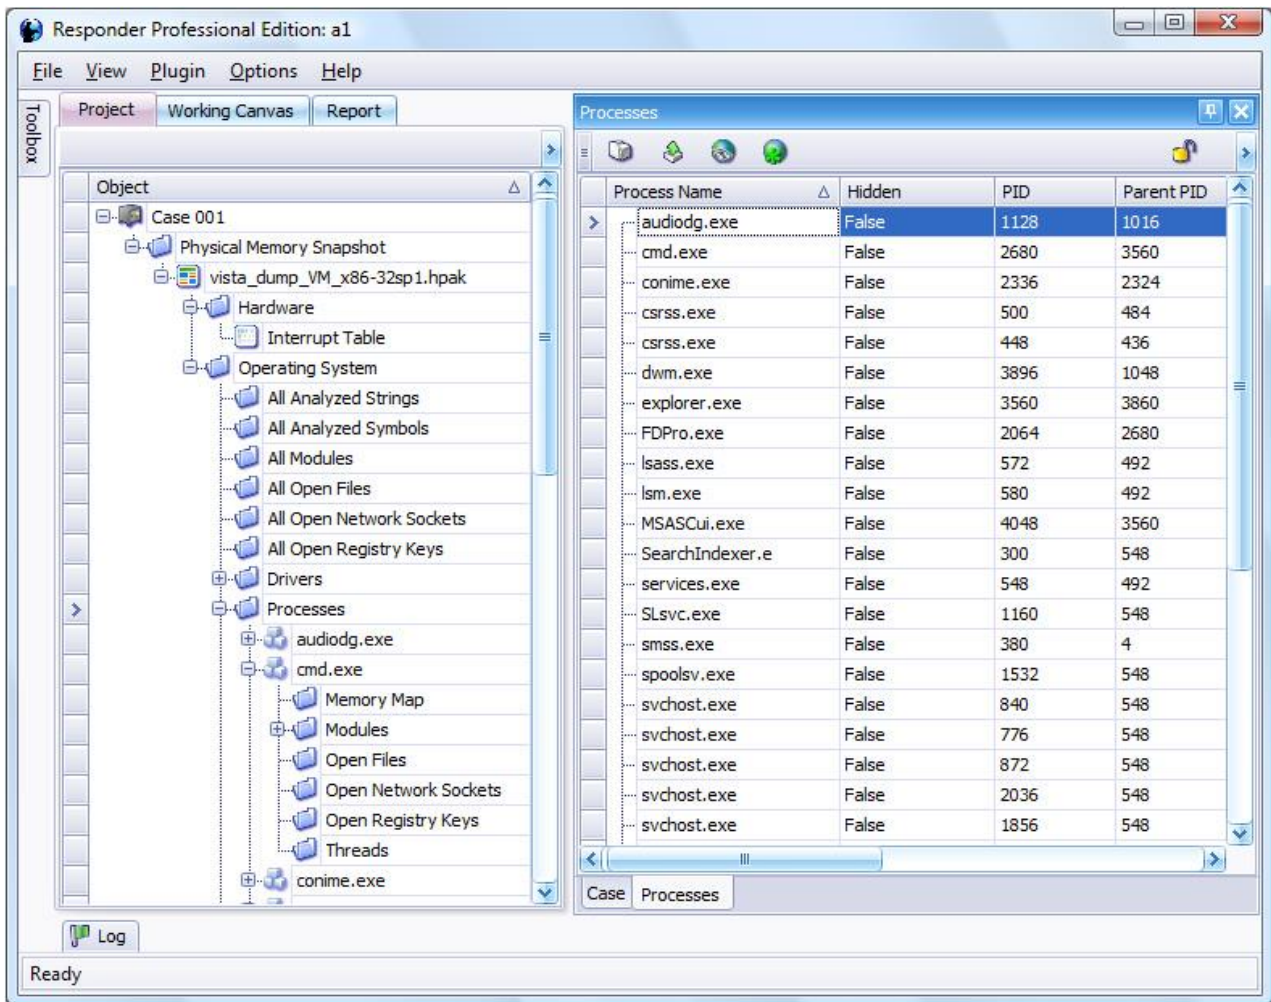 Responder Professional Edition: a1
File View Plugin Options Help
Toolbox
Project Working Canvas Report
Object
Case 001
Physical Memory Snapshot
vista_dump_VM_x86-32sp1.hpak
Hardware
Interrupt Table
Operating System
All Analyzed Strings
All Analyzed Symbols
All Modules
All Open Files
All Open Network Sockets
All Open Registry Keys
Drivers
Processes
audiodg.exe
cmd.exe
Memory Map
Modules
Open Files
Open Network Sockets
Open Registry Keys
Threads
conime.exe
Processes
Process Name Hidden PID Parent PID
audiodg.exe False 1128 1016
cmd.exe False 2680 3560
conime.exe False 2336 2324
csrss.exe False 500 484
csrss.exe False 448 436
dwm.exe False 3896 1048
explorer.exe False 3560 3860
FDPro.exe False 2064 2680
lsass.exe False 572 492
lsm.exe False 580 492
MSASCui.exe False 4048 3560
SearchIndexer.e False 300 548
services.exe False 548 492
SLsvc.exe False 1160 548
smss.exe False 380 4
spoolsv.exe False 1532 548
svchost.exe False 840 548
svchost.exe False 776 548
svchost.exe False 872 548
svchost.exe False 2036 548
svchost.exe False 1856 548
Case Processes
Log
Ready